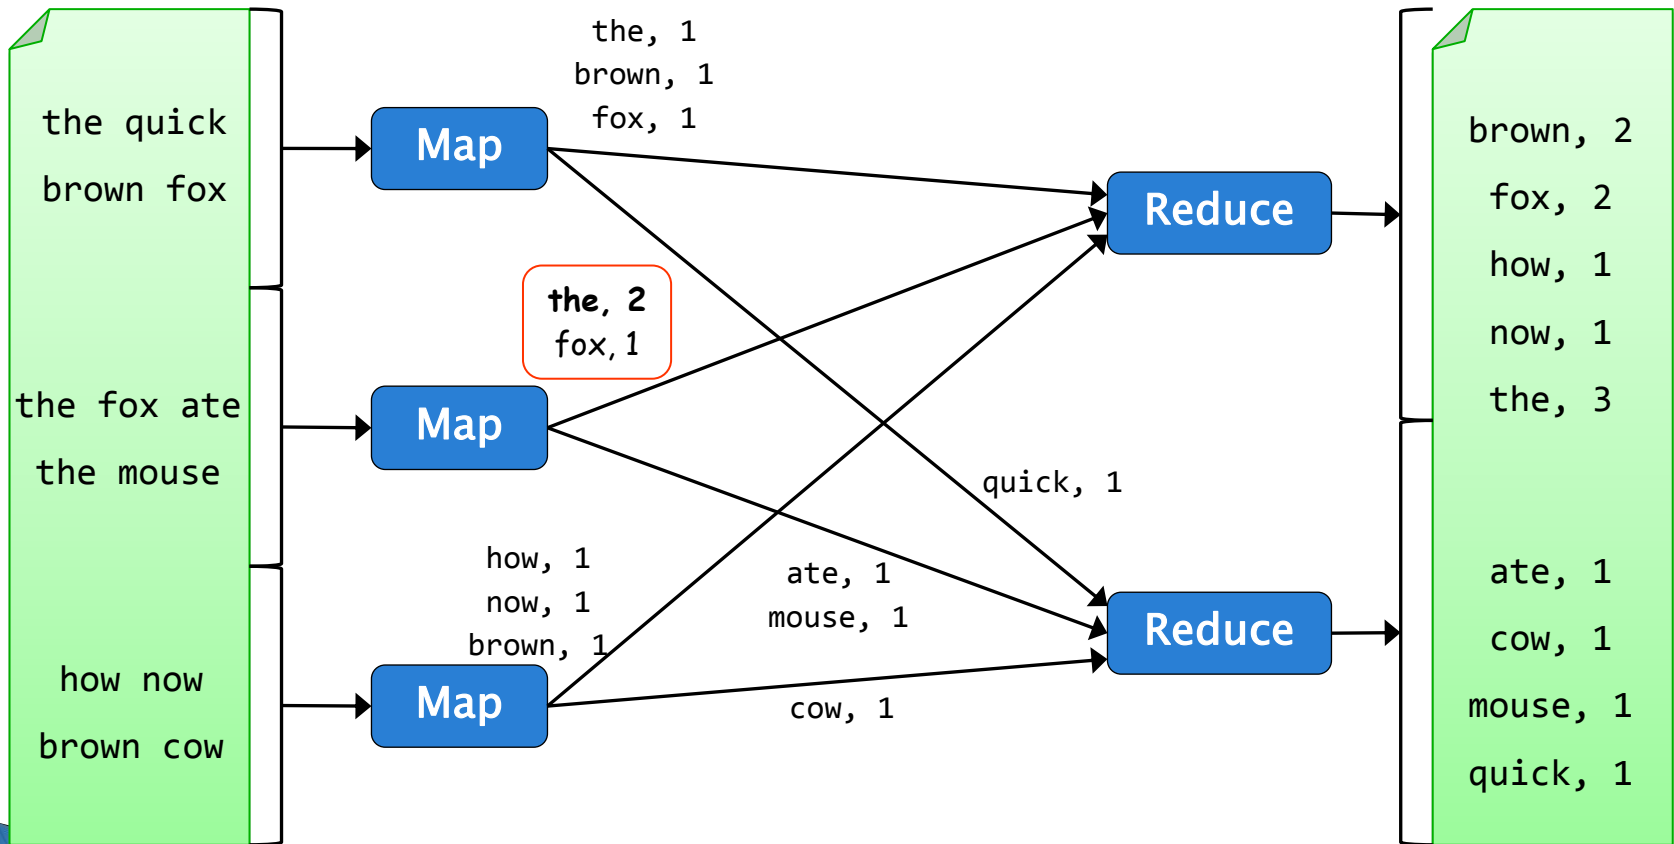 the quick
brown fox
the fox ate
the mouse
how now
brown cow
Map
Map
Map
the, 1
brown, 1
fox, 1
the, 2
fox, 1
how, 1
now, 1
brown, 1
quick, 1
ate, 1
mouse, 1
cow, 1
Reduce
Reduce
brown, 2
fox, 2
how, 1
now, 1
the, 3
ate, 1
cow, 1
mouse, 1
quick, 1